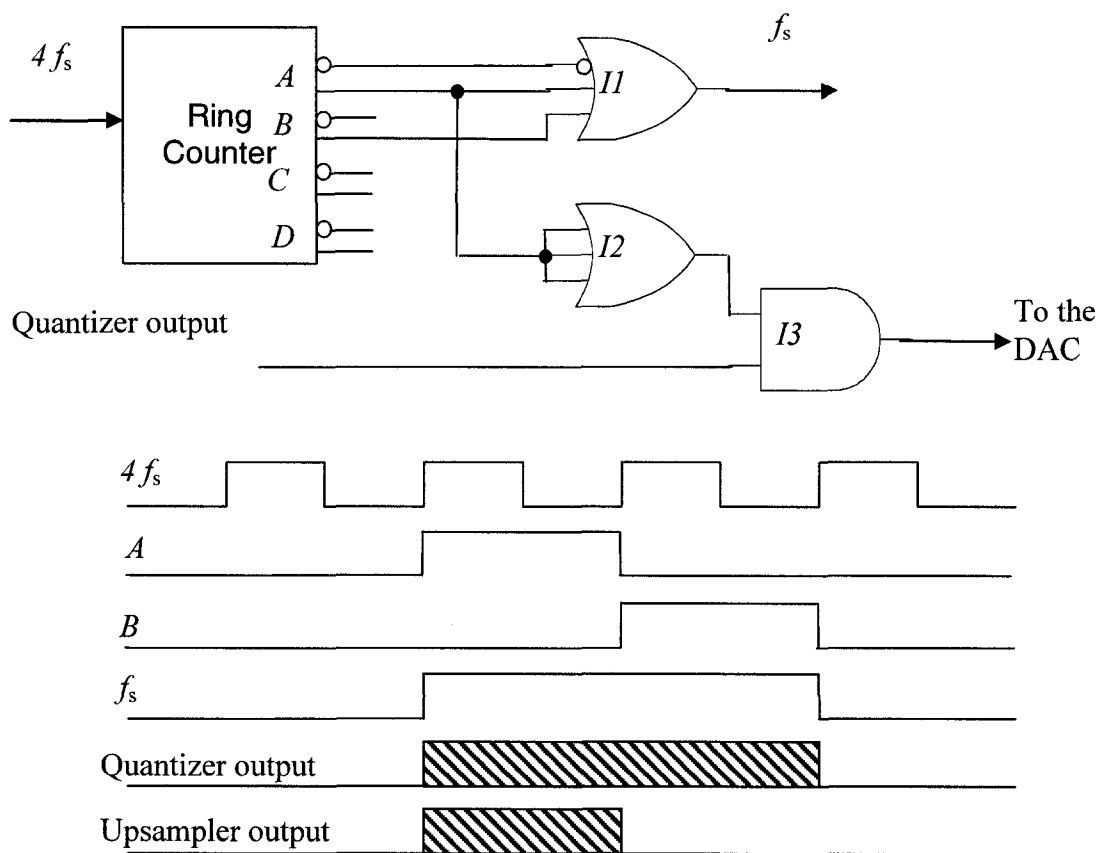 4 fs
fs
A
I1
Ring
Counter
B
C
D
I2
Quantizer output
I3
To the
DAC
4 fs
A
B
fs
Quantizer output
Upsampler output